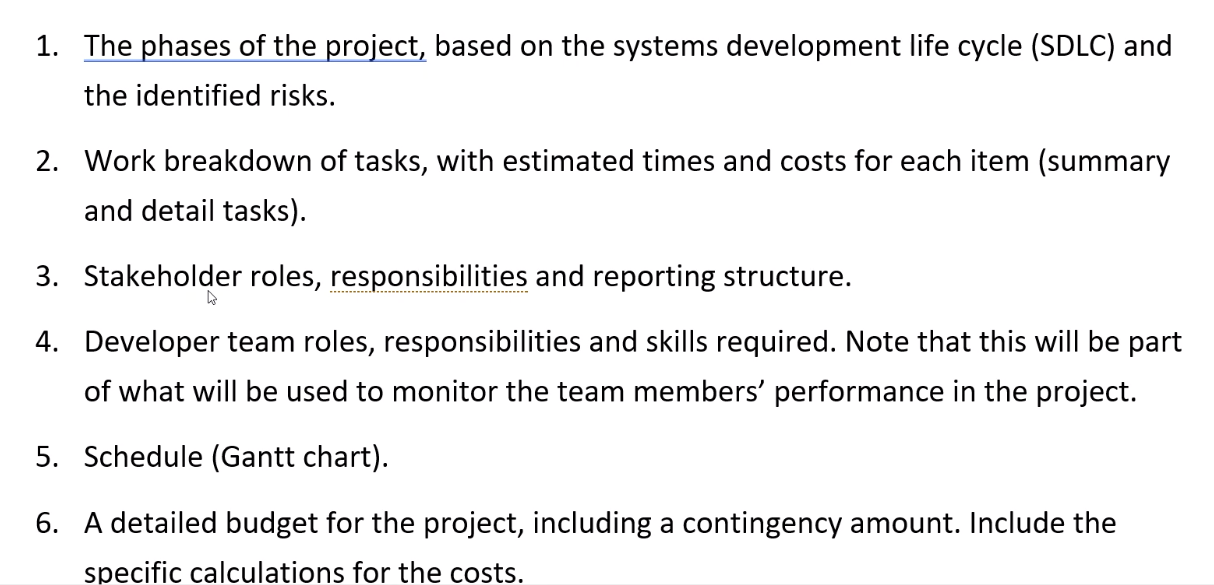 1. The phases of the project, based on the systems development life cycle (SDLC) and
the identified risks.
2. Work breakdown of tasks, with estimated times and costs for each item (summary
and detail tasks).
3. Stakeholder roles, responsibilities and reporting structure.
4. Developer team roles, responsibilities and skills required. Note that this will be part
of what will be used to monitor the team members’ performance in the project.
5. Schedule (Gantt chart).
6. A detailed budget for the project, including a contingency amount. Include the
specific calculations for the costs.